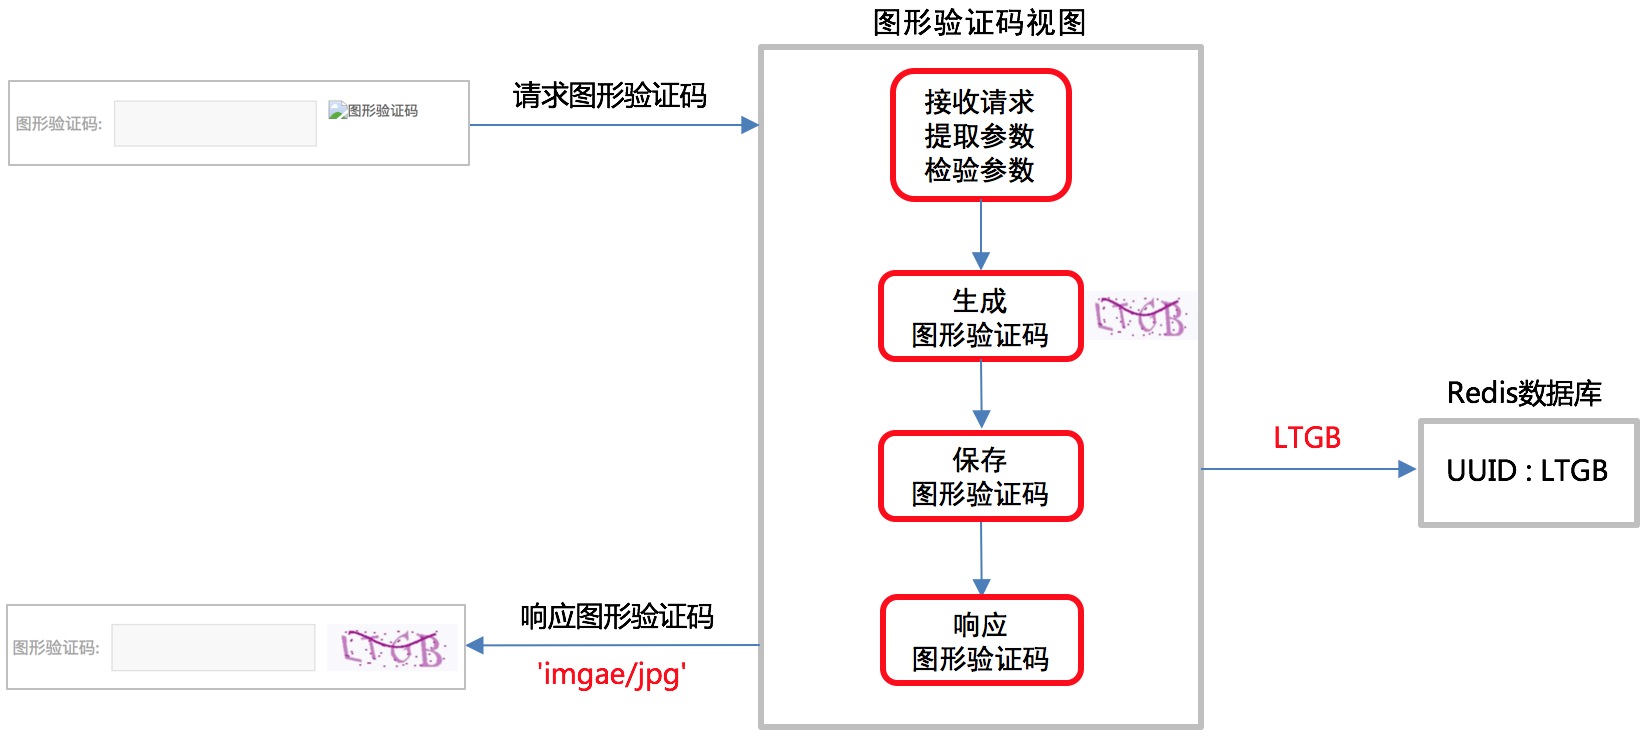 图形验证码视图
图形验证码:
图形验证码
请求图形验证码
接收请求
提取参数
检验参数
生成
图形验证码
LTGB
保存
图形验证码
LTGB
Redis数据库
UUID : LTGB
响应
图形验证码
响应图形验证码
'imgae/jpg'
图形验证码:
LTGB